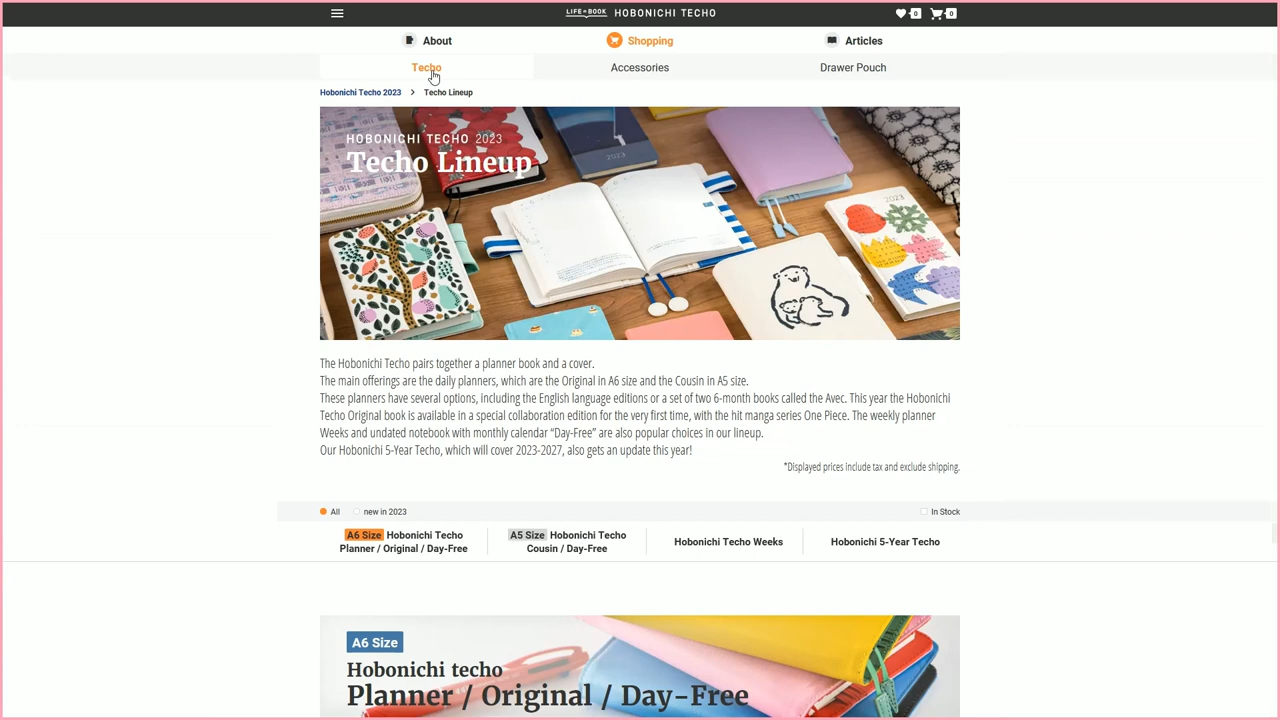 LIFE is BOOK HOBONICHI TECHO
0
0
About
Shopping
Articles
Techo
Accessories
Drawer Pouch
Hobonichi Techo 2023 > Techo Lineup
HOBONICHI TECHO 2023
Techo Lineup
2023
2023
The Hobonichi Techo pairs together a planner book and a cover.
The main offerings are the daily planners, which are the Original in A6 size and the Cousin in A5 size.
These planners have several options, including the English language editions or a set of two 6-month books called the Avec. This year the Hobonichi
Techo Original book is available in a special collaboration edition for the very first time, with the hit manga series One Piece. The weekly planner
Weeks and undated notebook with monthly calendar “Day-Free” are also popular choices in our lineup.
Our Hobonichi 5-Year Techo, which will cover 2023-2027, also gets an update this year!
*Displayed prices include tax and exclude shipping.
All
new in 2023
In Stock
A6 Size Hobonichi Techo
Planner / Original / Day-Free
A5 Size Hobonichi Techo
Cousin / Day-Free
Hobonichi Techo Weeks
Hobonichi 5-Year Techo
A6 Size
Hobonichi techo
Planner / Original / Day-Free